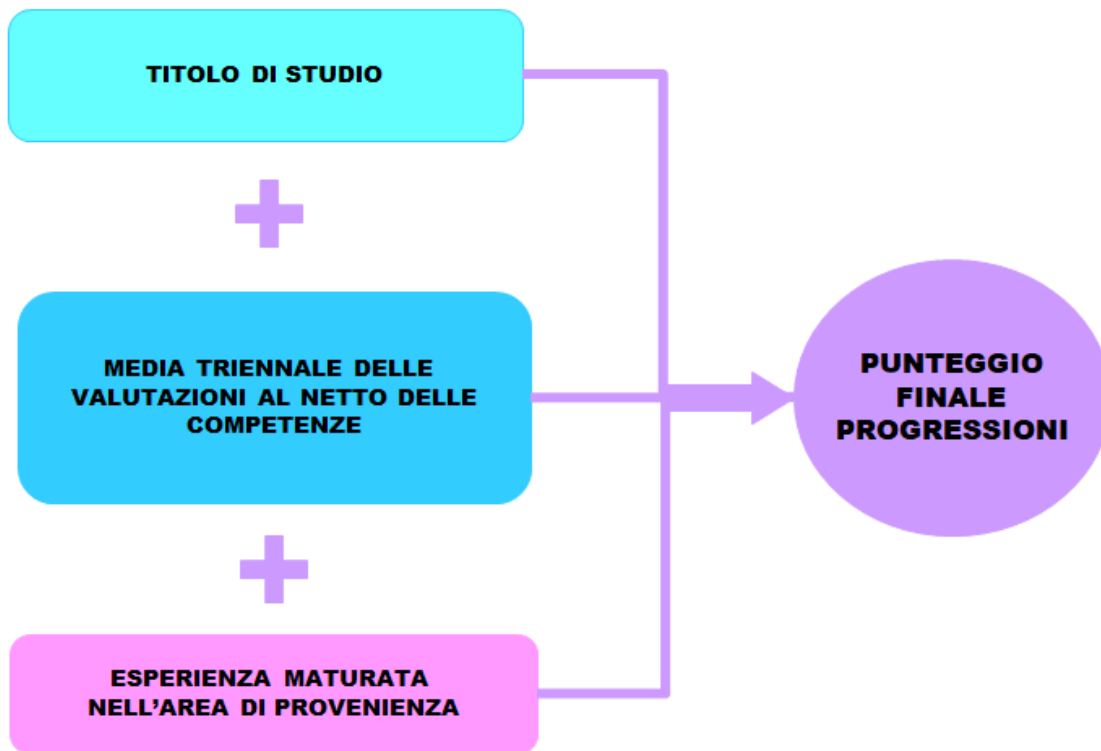 TITOLO DI STUDIO
MEDIA TRIENNALE DELLE
VALUTAZIONI AL NETTO DELLE
COMPETENZE
ESPERIENZA MATURATA
NELL'AREA DI PROVENIENZA
PUNTEGGIO
FINALE
PROGRESSIONI